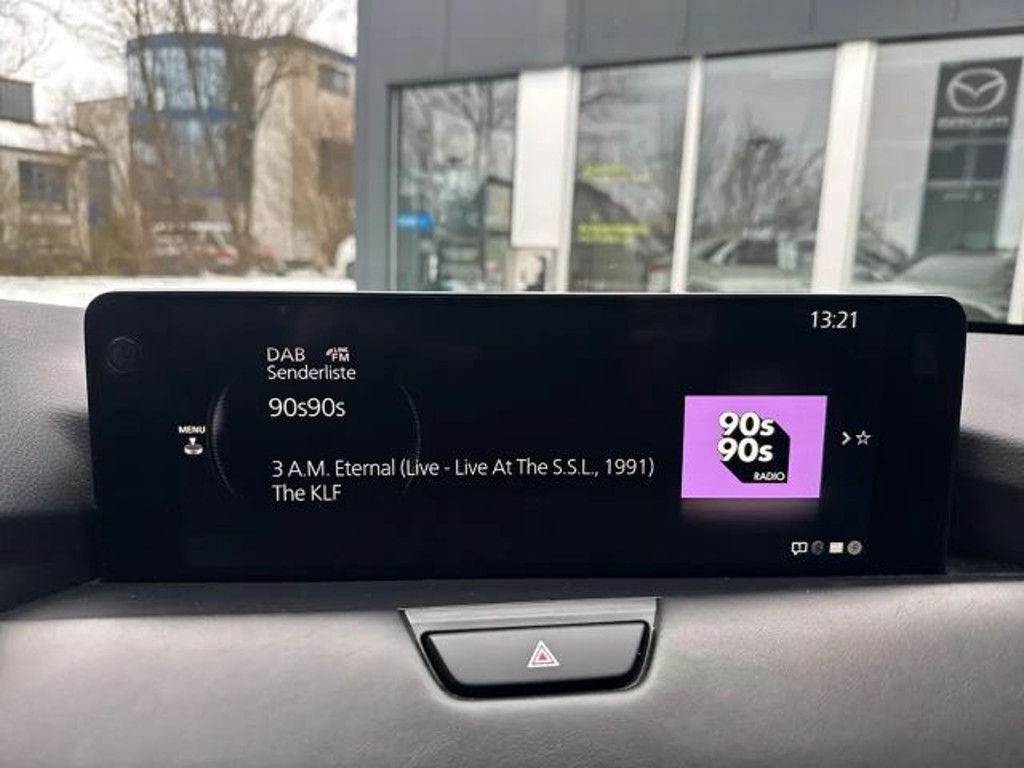 13:21
DAB LINK FM
Senderliste
90s90s
MENU
3 A.M. Eternal (Live - Live At The S.S.L., 1991)
The KLF
90s
90s
RADIO